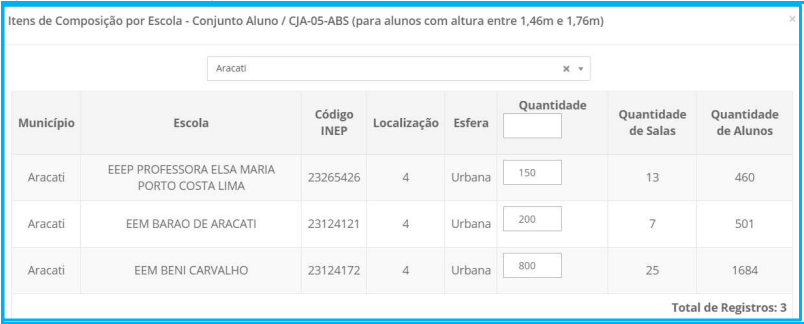 Itens de Composição por Escola - Conjunto Aluno / CJA-05-ABS (para alunos com altura entre 1,46m e 1,76m) ×
Aracati × ▾
Município Escola Código INEP Localização Esfera Quantidade Quantidade de Salas Quantidade de Alunos
Aracati EEEP PROFESSORA ELSA MARIA PORTO COSTA LIMA 23265426 4 Urbana 150 13 460
Aracati EEM BARAO DE ARACATI 23124121 4 Urbana 200 7 501
Aracati EEM BENI CARVALHO 23124172 4 Urbana 800 25 1684
Total de Registros: 3